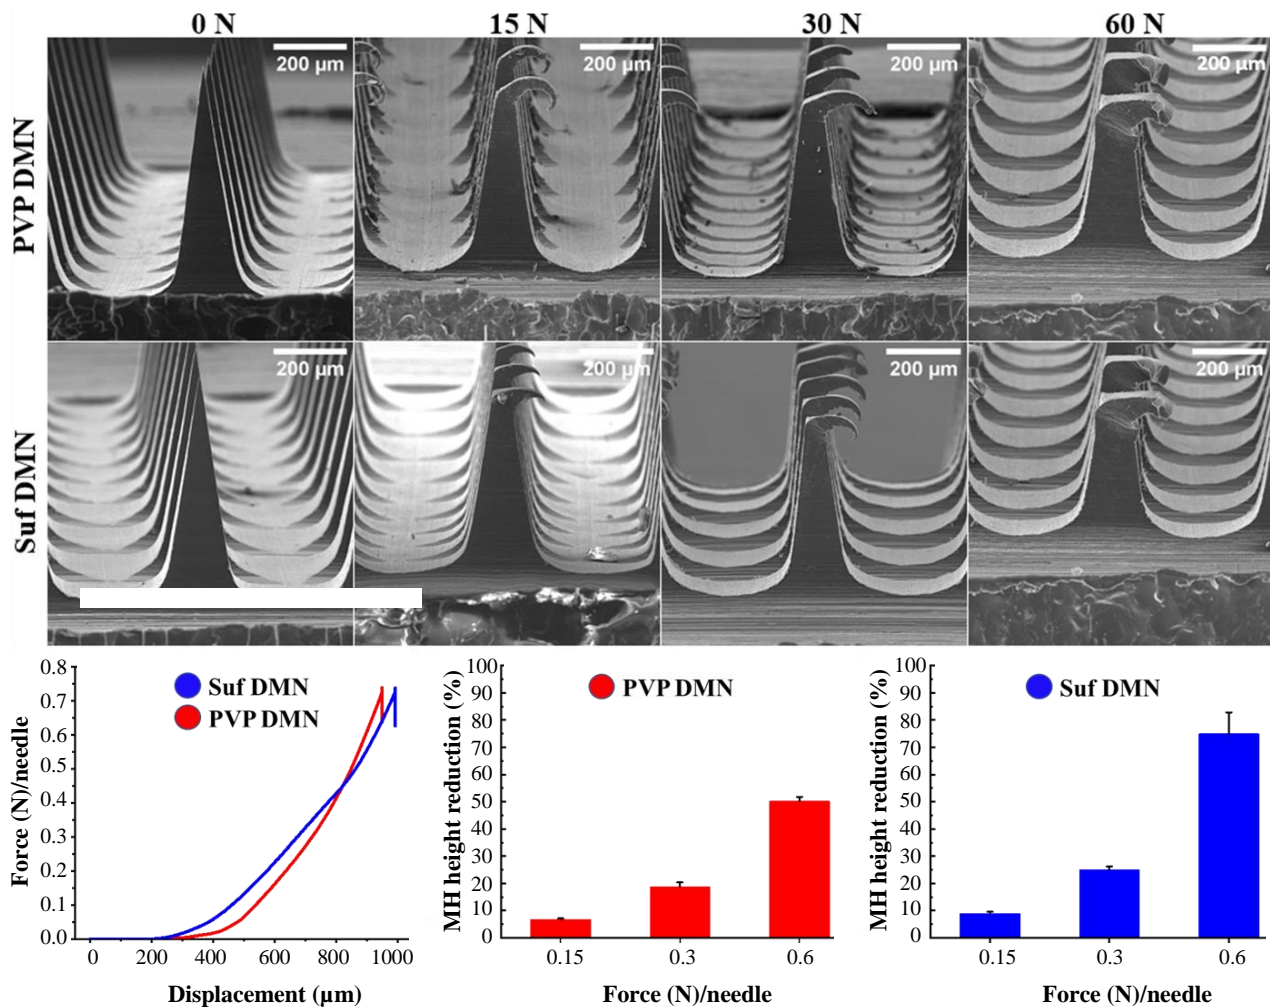 0 N 15 N 30 N 60 N
PVP DMN
200 µm 200 µm 200 µm 200 µm
Suf DMN
200 µm 200 µm 200 µm 200 µm
Force (N)/needle
0.8
0.7
0.6
0.5
0.4
0.3
0.2
0.1
0.0
Suf DMN
PVP DMN
0 200 400 600 800 1000
Displacement (µm)
MH height reduction (%)
100
90
80
70
60
50
40
30
20
10
0
PVP DMN
0.15 0.3 0.6
Force (N)/needle
MH height reduction (%)
100
90
80
70
60
50
40
30
20
10
0
Suf DMN
0.15 0.3 0.6
Force (N)/needle